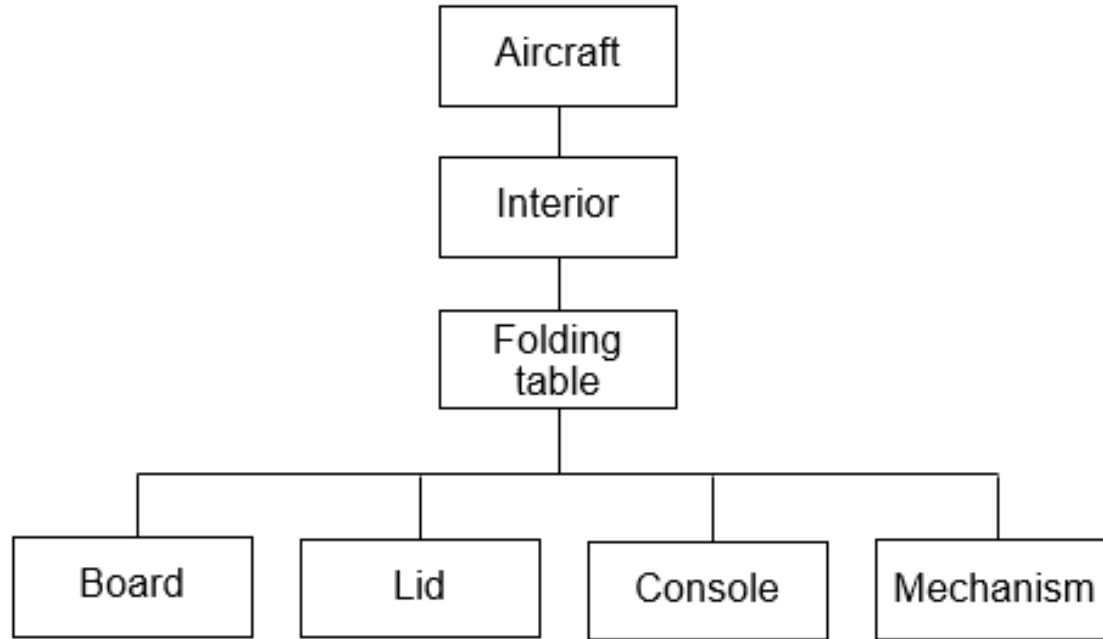 Aircraft
Interior
Folding
table
Board
Lid
Console
Mechanism